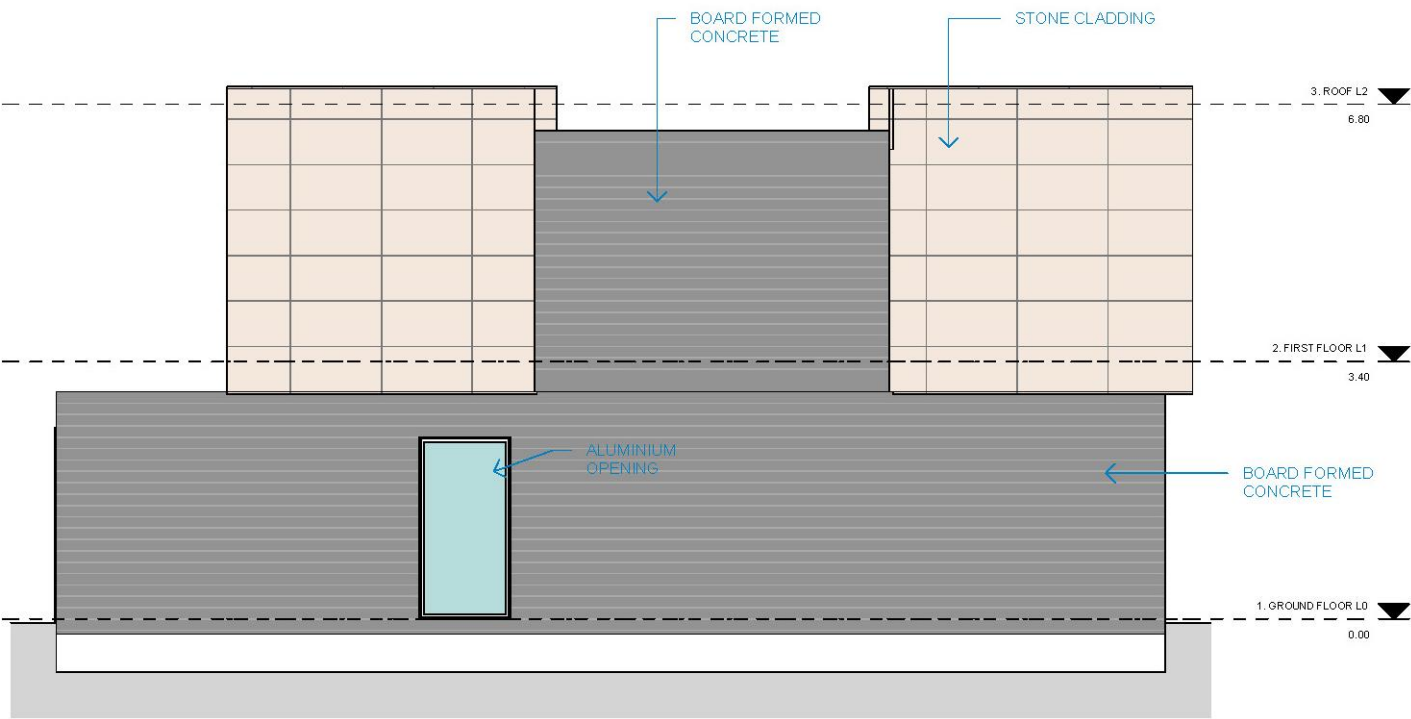 BOARD FORMED
CONCRETE
STONE CLADDING
3. ROOF L2
6.80
2. FIRST FLOOR L1
3.40
ALUMINIUM
OPENING
BOARD FORMED
CONCRETE
1. GROUND FLOOR L0
0.00